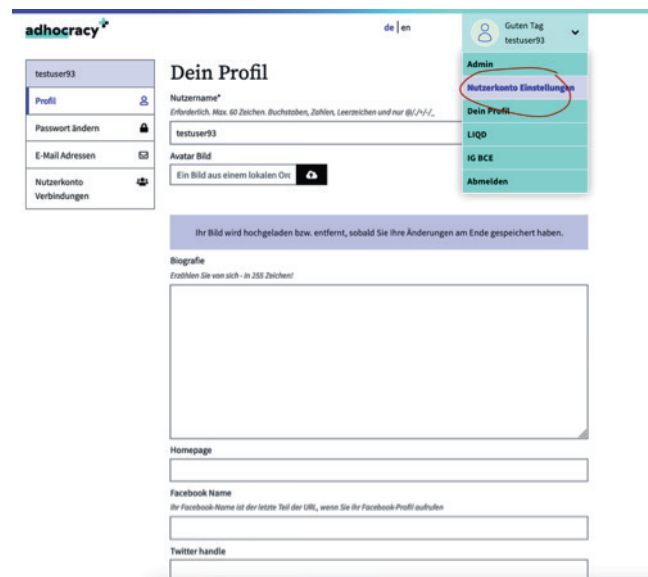 adhocracy+
de | en
Guten Tag
testuser93
Admin
Nutzerkonto Einstellungen
Dein Profil
LIQD
IG BCE
Abmelden
testuser93
Profil
Passwort ändern
E-Mail Adressen
Nutzerkonto
Verbindungen
Dein Profil
Nutzername*
Erforderlich. Max. 60 Zeichen. Buchstaben, Zahlen, Leerzeichen und nur @/./+/-/_
testuser93
Avatar Bild
Ein Bild aus einem lokalen Ord
Ihr Bild wird hochgeladen bzw. entfernt, sobald Sie Ihre Änderungen am Ende gespeichert haben.
Biografie
Erzählen Sie von sich - in 255 Zeichen!
Homepage
Facebook Name
Ihr Facebook-Name ist der letzte Teil der URL, wenn Sie Ihr Facebook-Profil aufrufen
Twitter handle